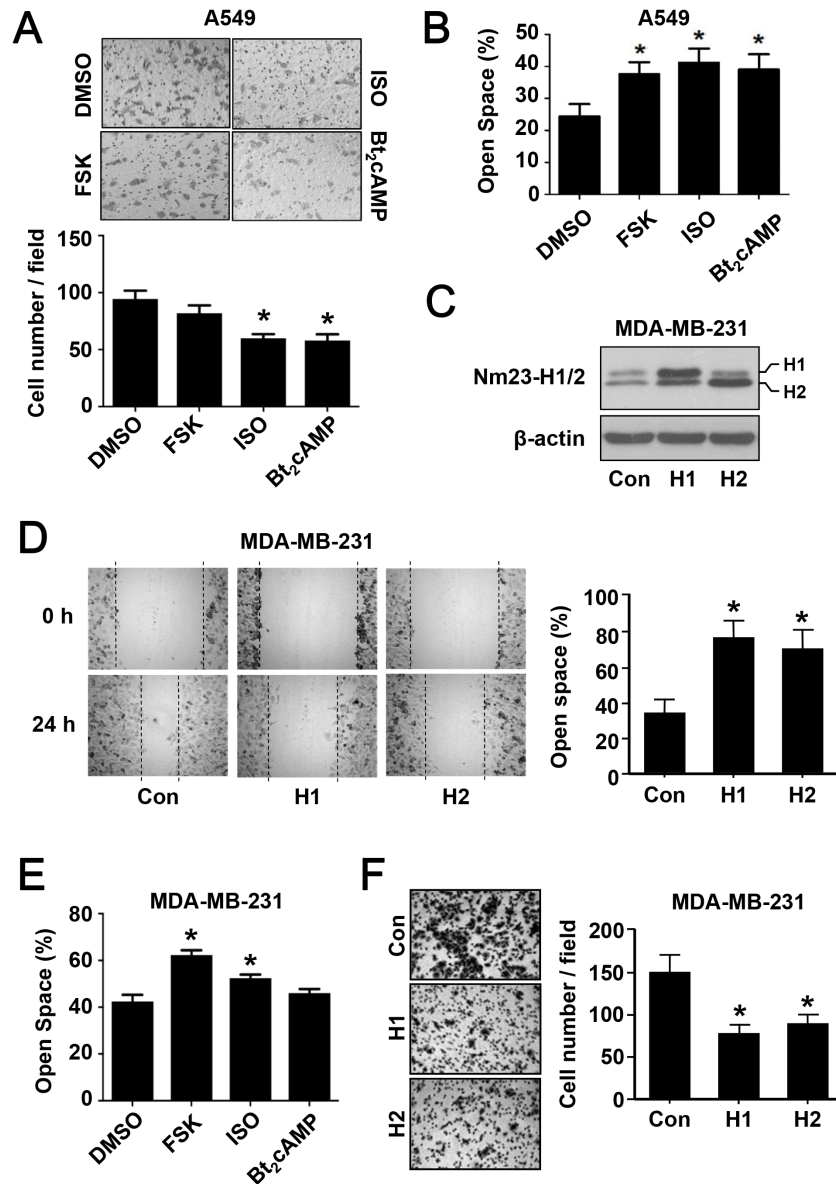 A
A549
DMSO
ISO
FSK
Bt₂cAMP
Cell number / field
150
100
50
0
DMSO
FSK
ISO
Bt₂cAMP
*
*
B
A549
Open Space (%)
50
40
30
20
10
0
*
*
*
DMSO
FSK
ISO
Bt₂cAMP
C
MDA-MB-231
Nm23-H1/2
H1
H2
β-actin
Con
H1
H2
D
MDA-MB-231
0 h
24 h
Con
H1
H2
Open space (%)
100
80
60
40
20
0
*
*
Con
H1
H2
E
MDA-MB-231
Open Space (%)
80
60
40
20
0
*
*
DMSO
FSK
ISO
Bt₂cAMP
F
Con
H1
H2
MDA-MB-231
Cell number / field
200
150
100
50
0
*
*
Con
H1
H2